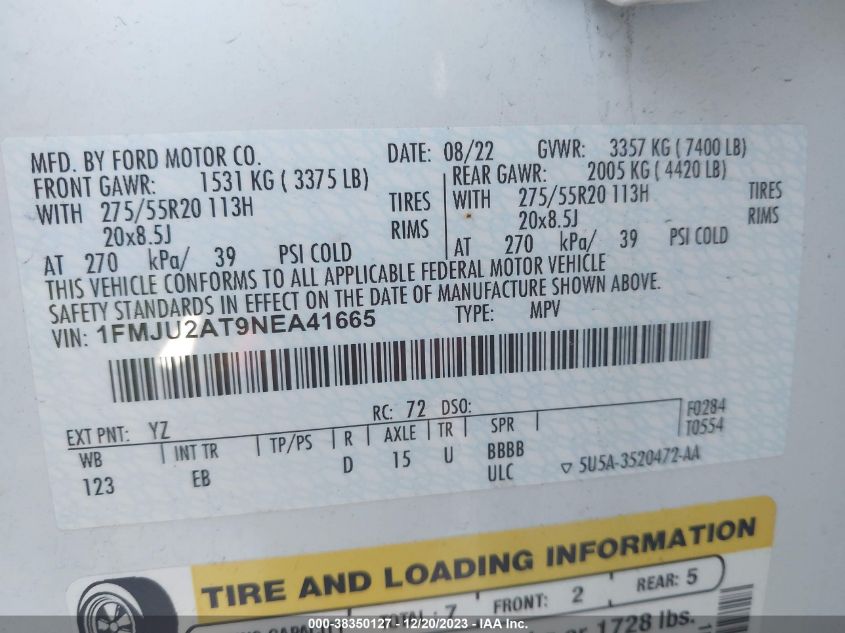 MFD. BY FORD MOTOR CO.
DATE: 08/22 GVWR: 3357 KG ( 7400 LB)
FRONT GAWR: 1531 KG ( 3375 LB)
WITH 275/55R20 113H TIRES
20x8.5J RIMS
AT 270 kPa/ 39 PSI COLD
REAR GAWR: 2005 KG ( 4420 LB)
WITH 275/55R20 113H TIRES
20x8.5J RIMS
AT 270 kPa/ 39 PSI COLD
THIS VEHICLE CONFORMS TO ALL APPLICABLE FEDERAL MOTOR VEHICLE
SAFETY STANDARDS IN EFFECT ON THE DATE OF MANUFACTURE SHOWN ABOVE.
VIN: 1FMJU2AT9NEA41665 TYPE: MPV
EXT PNT: YZ RC: 72 DSO: F0284
T0554
WB INT TR TP/PS R AXLE TR SPR
123 EB D 15 U BBBB
ULC
5U5A-3520472-AA
TIRE AND LOADING INFORMATION
7 FRONT: 2 REAR: 5
or 1728 lbs.
000-38350127 - 12/20/2023 - 5.U.S.C., IAA